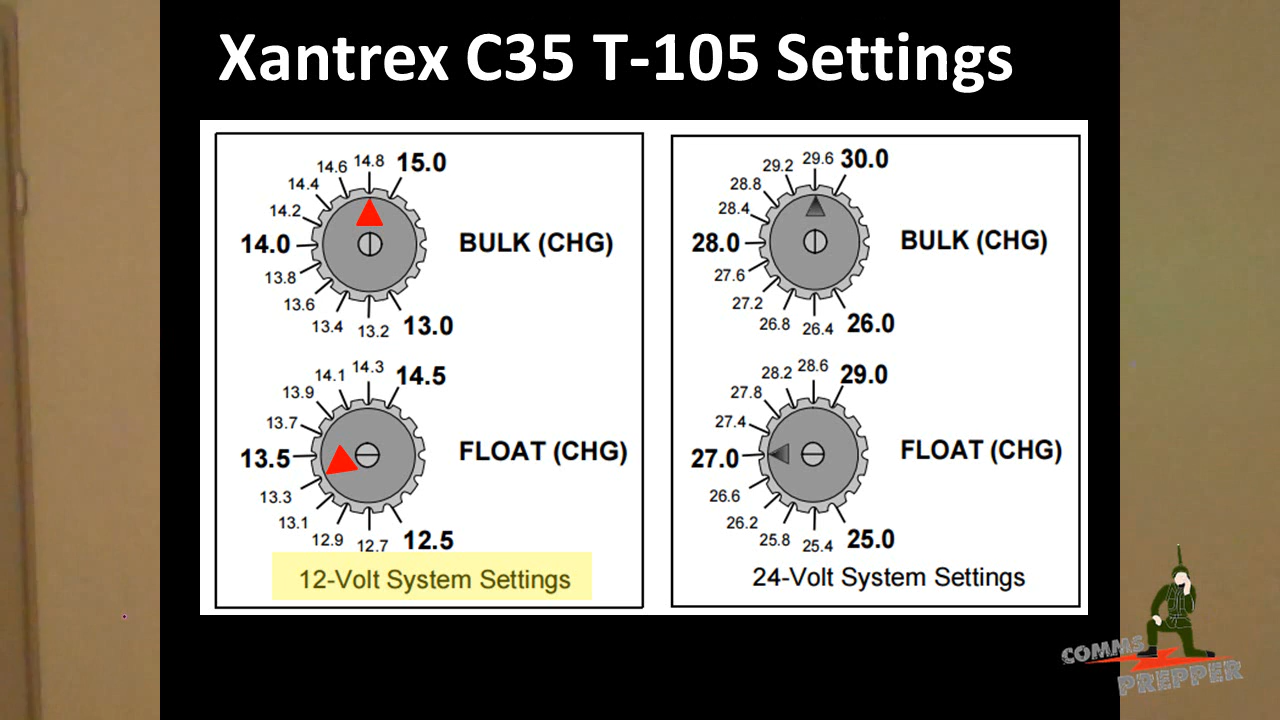 Xantrex C35 T-105 Settings
14.6 14.8 15.0
14.4
14.2
14.0 BULK (CHG)
13.8
13.6
13.4 13.2 13.0
14.1 14.3 14.5
13.9
13.7
13.5 FLOAT (CHG)
13.3
13.1
12.9 12.7 12.5
12-Volt System Settings
29.2 29.6 30.0
28.8
28.4
28.0 BULK (CHG)
27.6
27.2
26.8 26.4 26.0
28.2 28.6 29.0
27.8
27.4
27.0 FLOAT (CHG)
26.6
26.2
25.8 25.4 25.0
24-Volt System Settings
COMMS
PREPPER